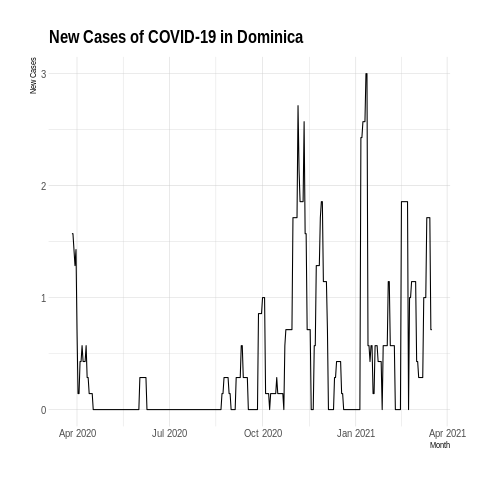 New Cases of COVID-19 in Dominica
New Cases
3
2
1
0
Apr 2020 Jul 2020 Oct 2020 Jan 2021 Apr 2021
Month